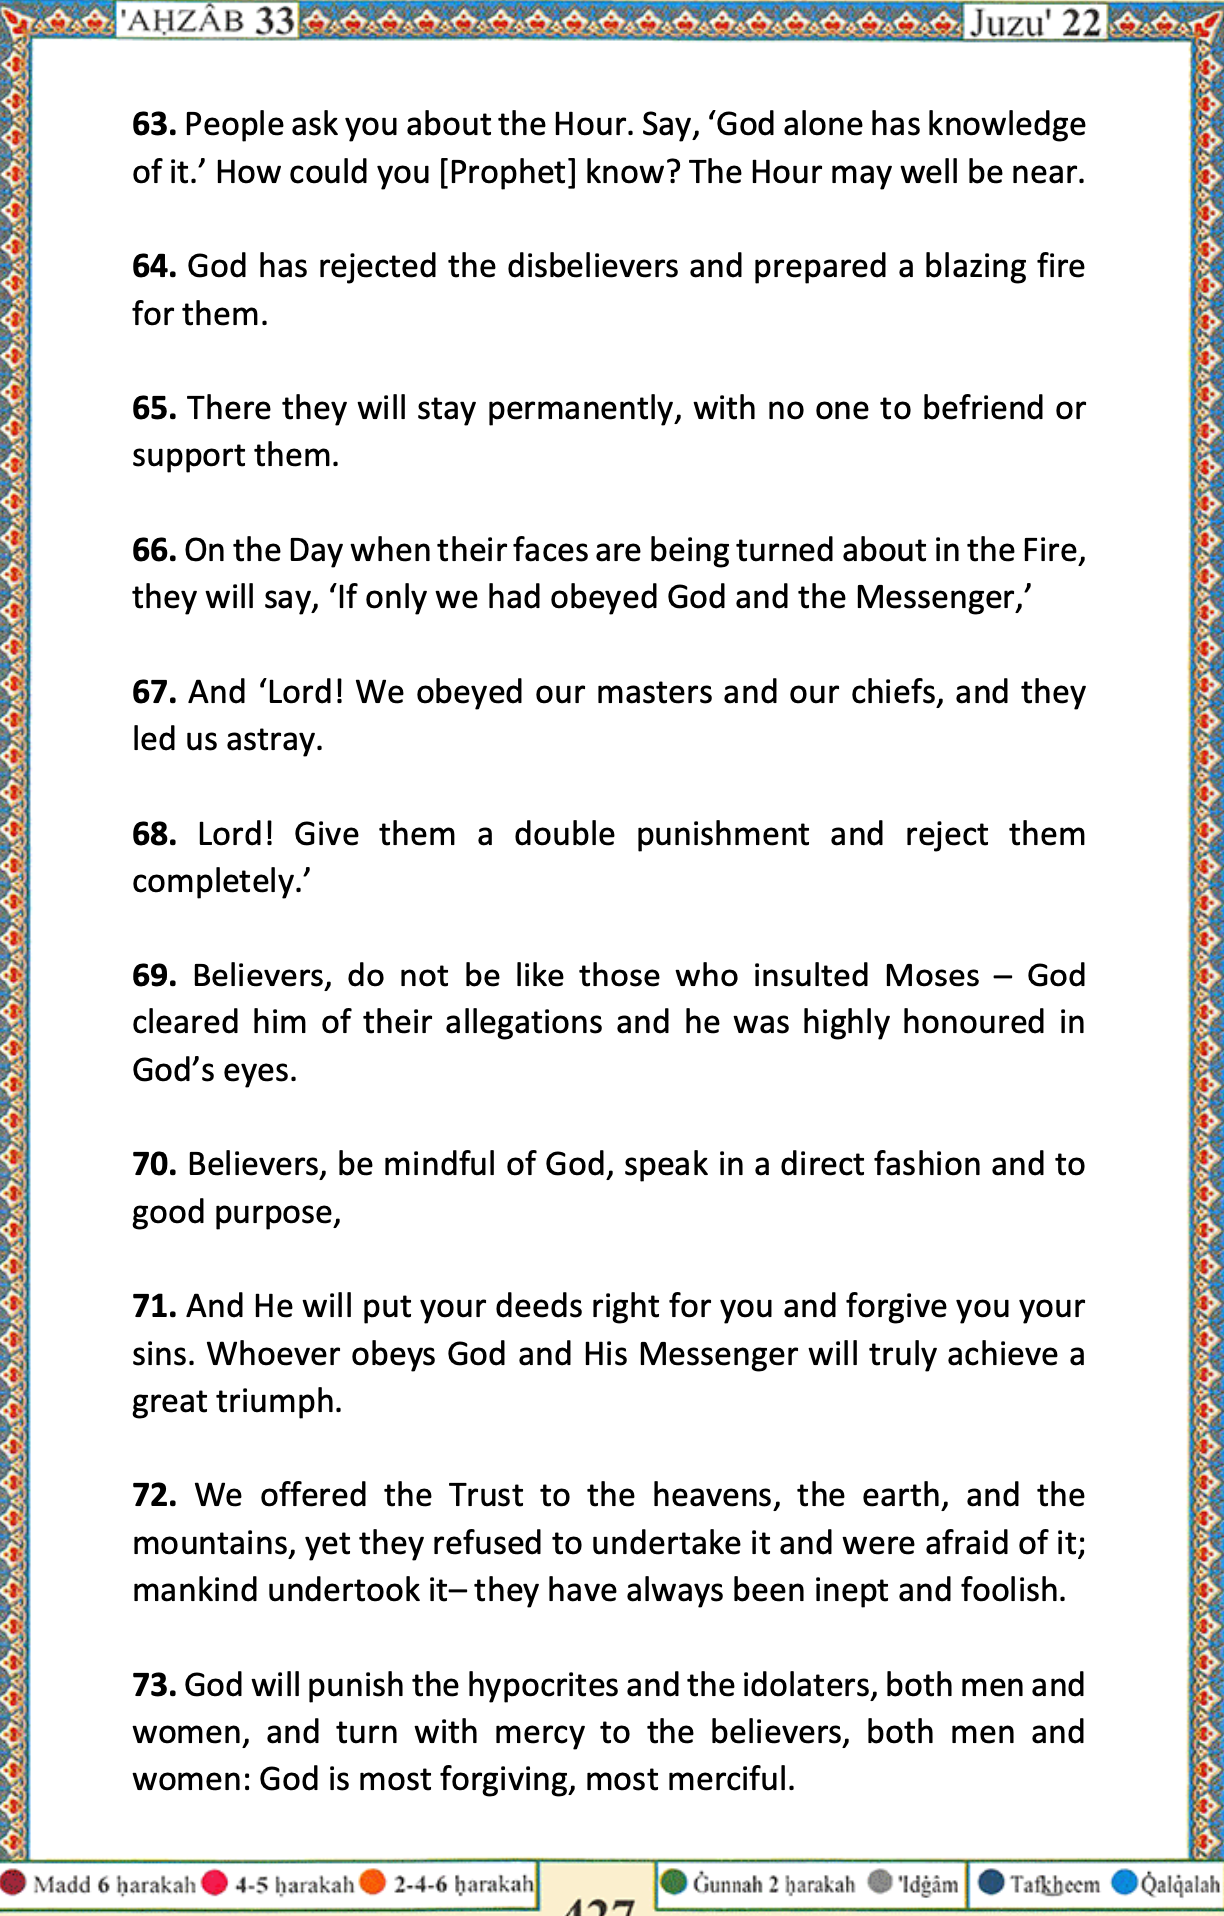 'AḤZÂB 33
Juzu' 22
63. People ask you about the Hour. Say, ‘God alone has knowledge
of it.’ How could you [Prophet] know? The Hour may well be near.
64. God has rejected the disbelievers and prepared a blazing fire
for them.
65. There they will stay permanently, with no one to befriend or
support them.
66. On the Day when their faces are being turned about in the Fire,
they will say, ‘If only we had obeyed God and the Messenger,’
67. And ‘Lord! We obeyed our masters and our chiefs, and they
led us astray.
68. Lord! Give them a double punishment and reject them
completely.’
69. Believers, do not be like those who insulted Moses – God
cleared him of their allegations and he was highly honoured in
God’s eyes.
70. Believers, be mindful of God, speak in a direct fashion and to
good purpose,
71. And He will put your deeds right for you and forgive you your
sins. Whoever obeys God and His Messenger will truly achieve a
great triumph.
72. We offered the Trust to the heavens, the earth, and the
mountains, yet they refused to undertake it and were afraid of it;
mankind undertook it– they have always been inept and foolish.
73. God will punish the hypocrites and the idolaters, both men and
women, and turn with mercy to the believers, both men and
women: God is most forgiving, most merciful.
Madd 6 ḥarakah 4-5 ḥarakah 2-4-6 ḥarakah
427
Ġunnah 2 ḥarakah 'Idġâm Tafk͟heem Q̇alq̇alah